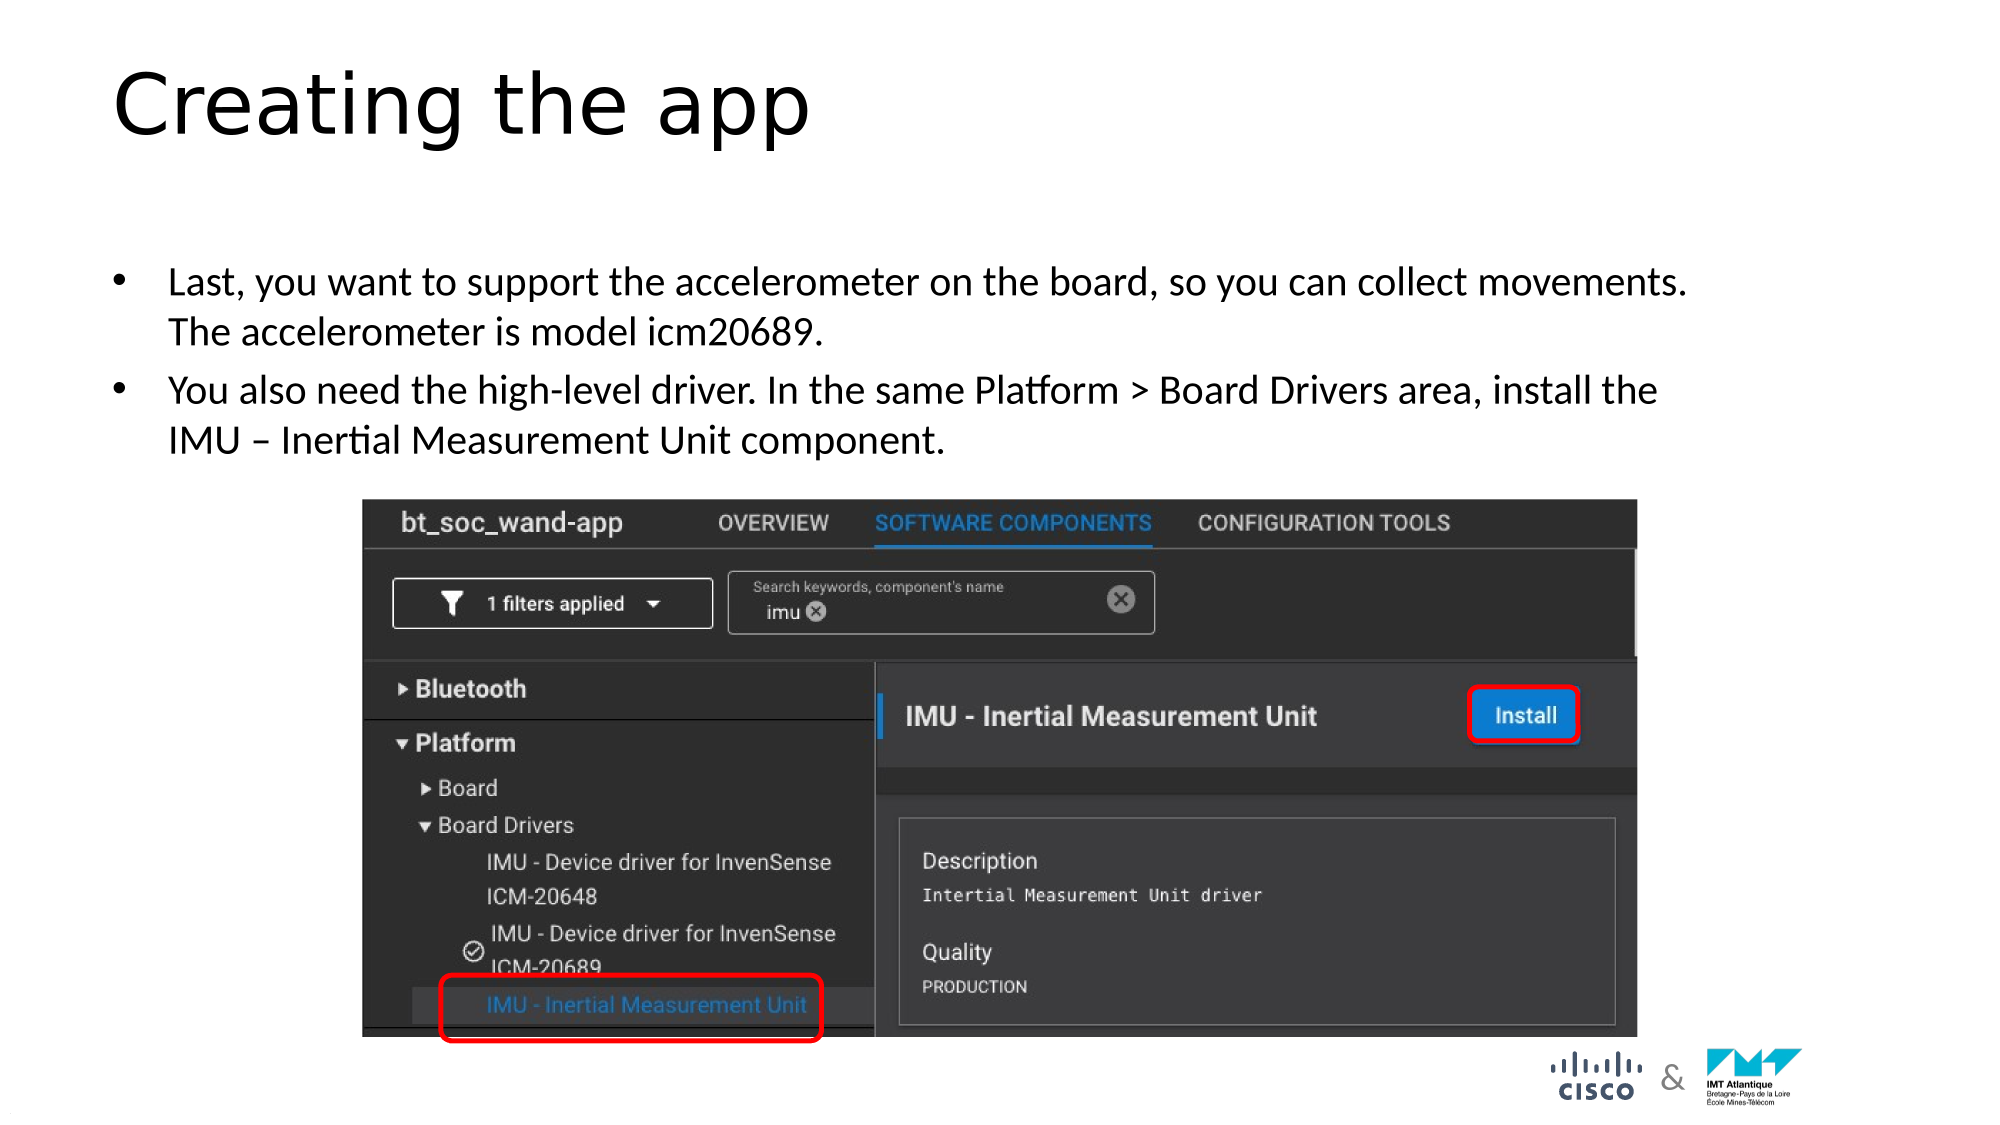 Creating the app
• Last, you want to support the accelerometer on the board, so you can collect movements.
The accelerometer is model icm20689.
• You also need the high-level driver. In the same Platform > Board Drivers area, install the
IMU – Inertial Measurement Unit component.
bt_soc_wand-app OVERVIEW SOFTWARE COMPONENTS CONFIGURATION TOOLS
1 filters applied
Search keywords, component's name
imu
Bluetooth
Platform
Board
Board Drivers
IMU - Device driver for InvenSense
ICM-20648
IMU - Device driver for InvenSense
ICM-20689
IMU - Inertial Measurement Unit
IMU - Inertial Measurement Unit
Install
Description
Intertial Measurement Unit driver
Quality
PRODUCTION
CISCO
&
IMT Atlantique
Bretagne-Pays de la Loire
École Mines-Télécom